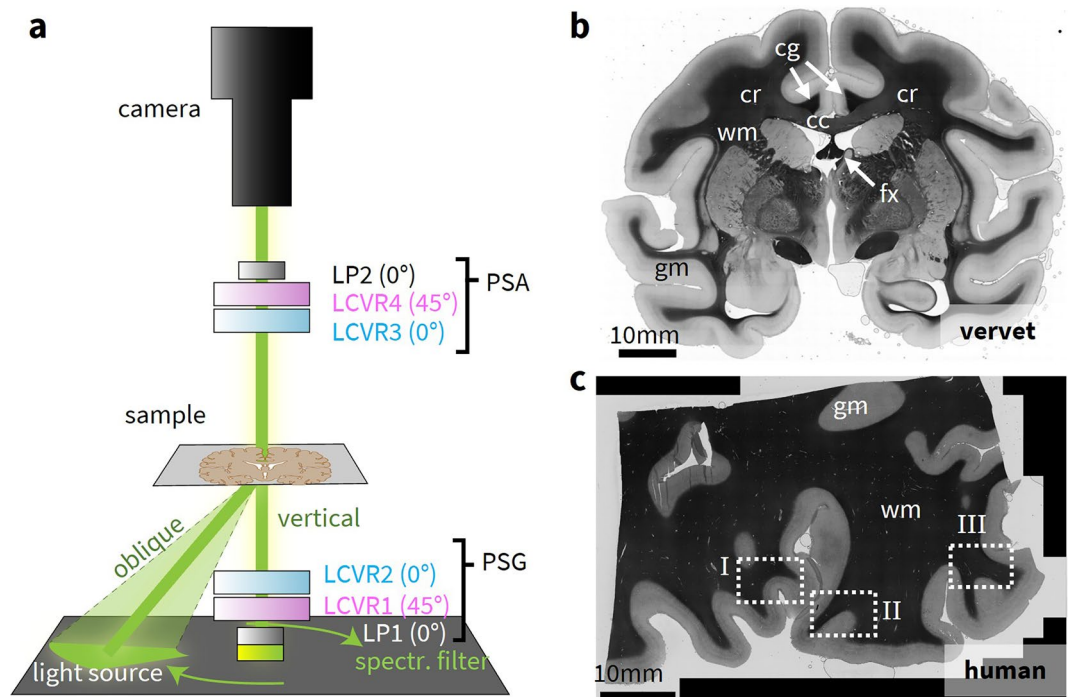 a
camera
LP2 (0°)
LCVR4 (45°)
LCVR3 (0°)
PSA
sample
oblique
vertical
LCVR2 (0°)
LCVR1 (45°)
LP1 (0°)
PSG
spectr. filter
light source
b
cg
cr
cr
cc
wm
fx
gm
10mm
vervet
c
gm
wm
III
I
II
10mm
human